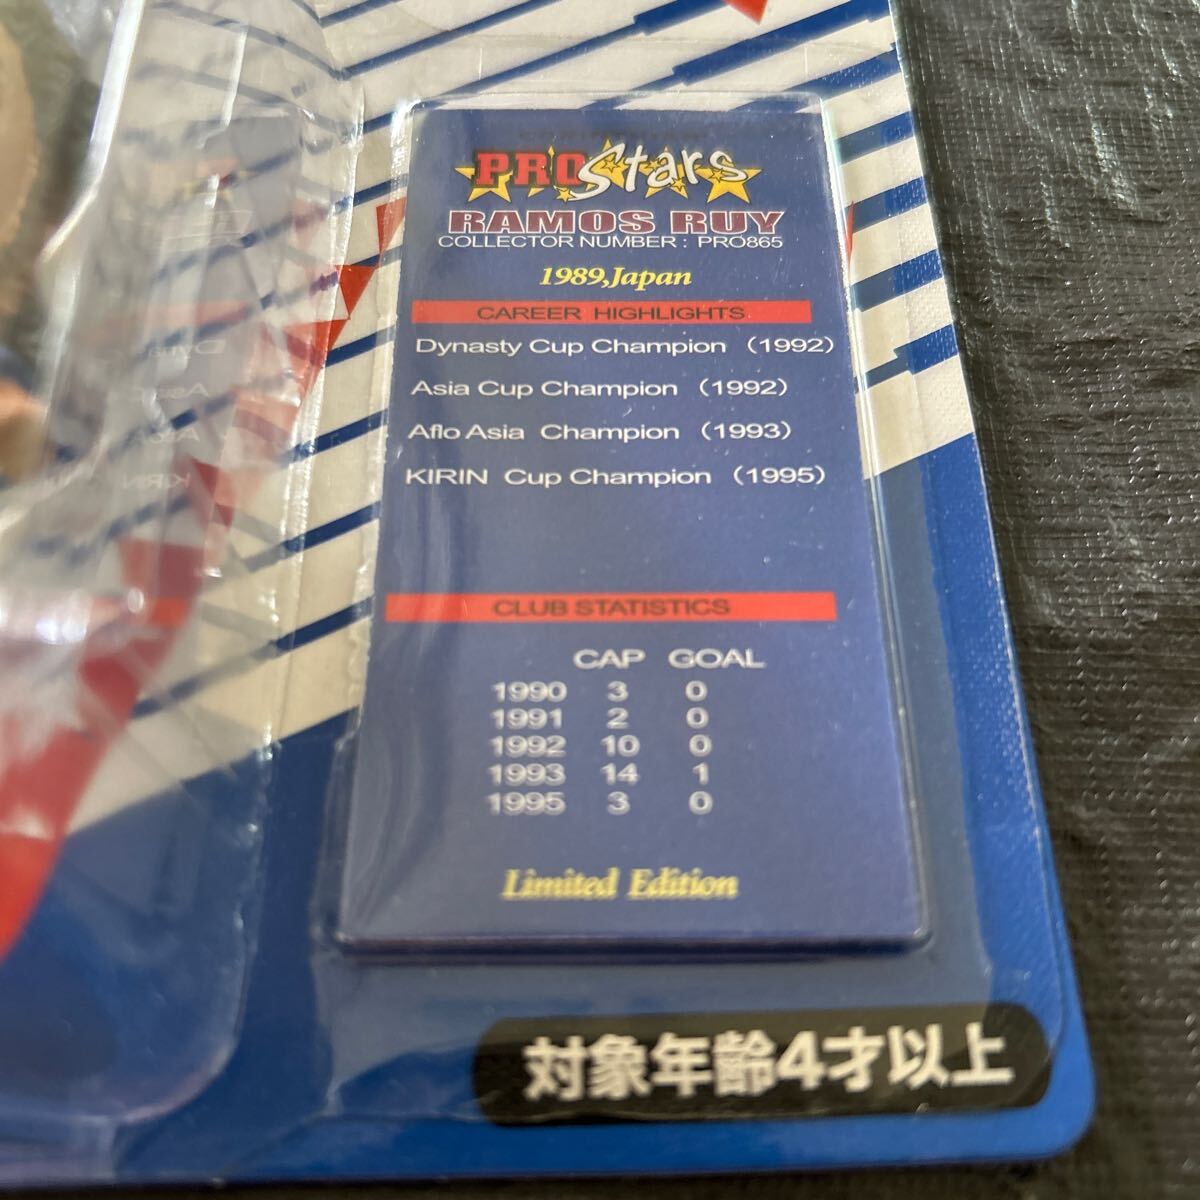 PROStars
RAMOS RUY
COLLECTOR NUMBER : PRO865
1989,Japan
CAREER HIGHLIGHTS
Dynasty Cup Champion （1992）
Asia Cup Champion （1992）
Aflo Asia Champion （1993）
KIRIN Cup Champion （1995）
CLUB STATISTICS
CAP GOAL
1990 3 0
1991 2 0
1992 10 0
1993 14 1
1995 3 0
Limited Edition
対象年齢4才以上